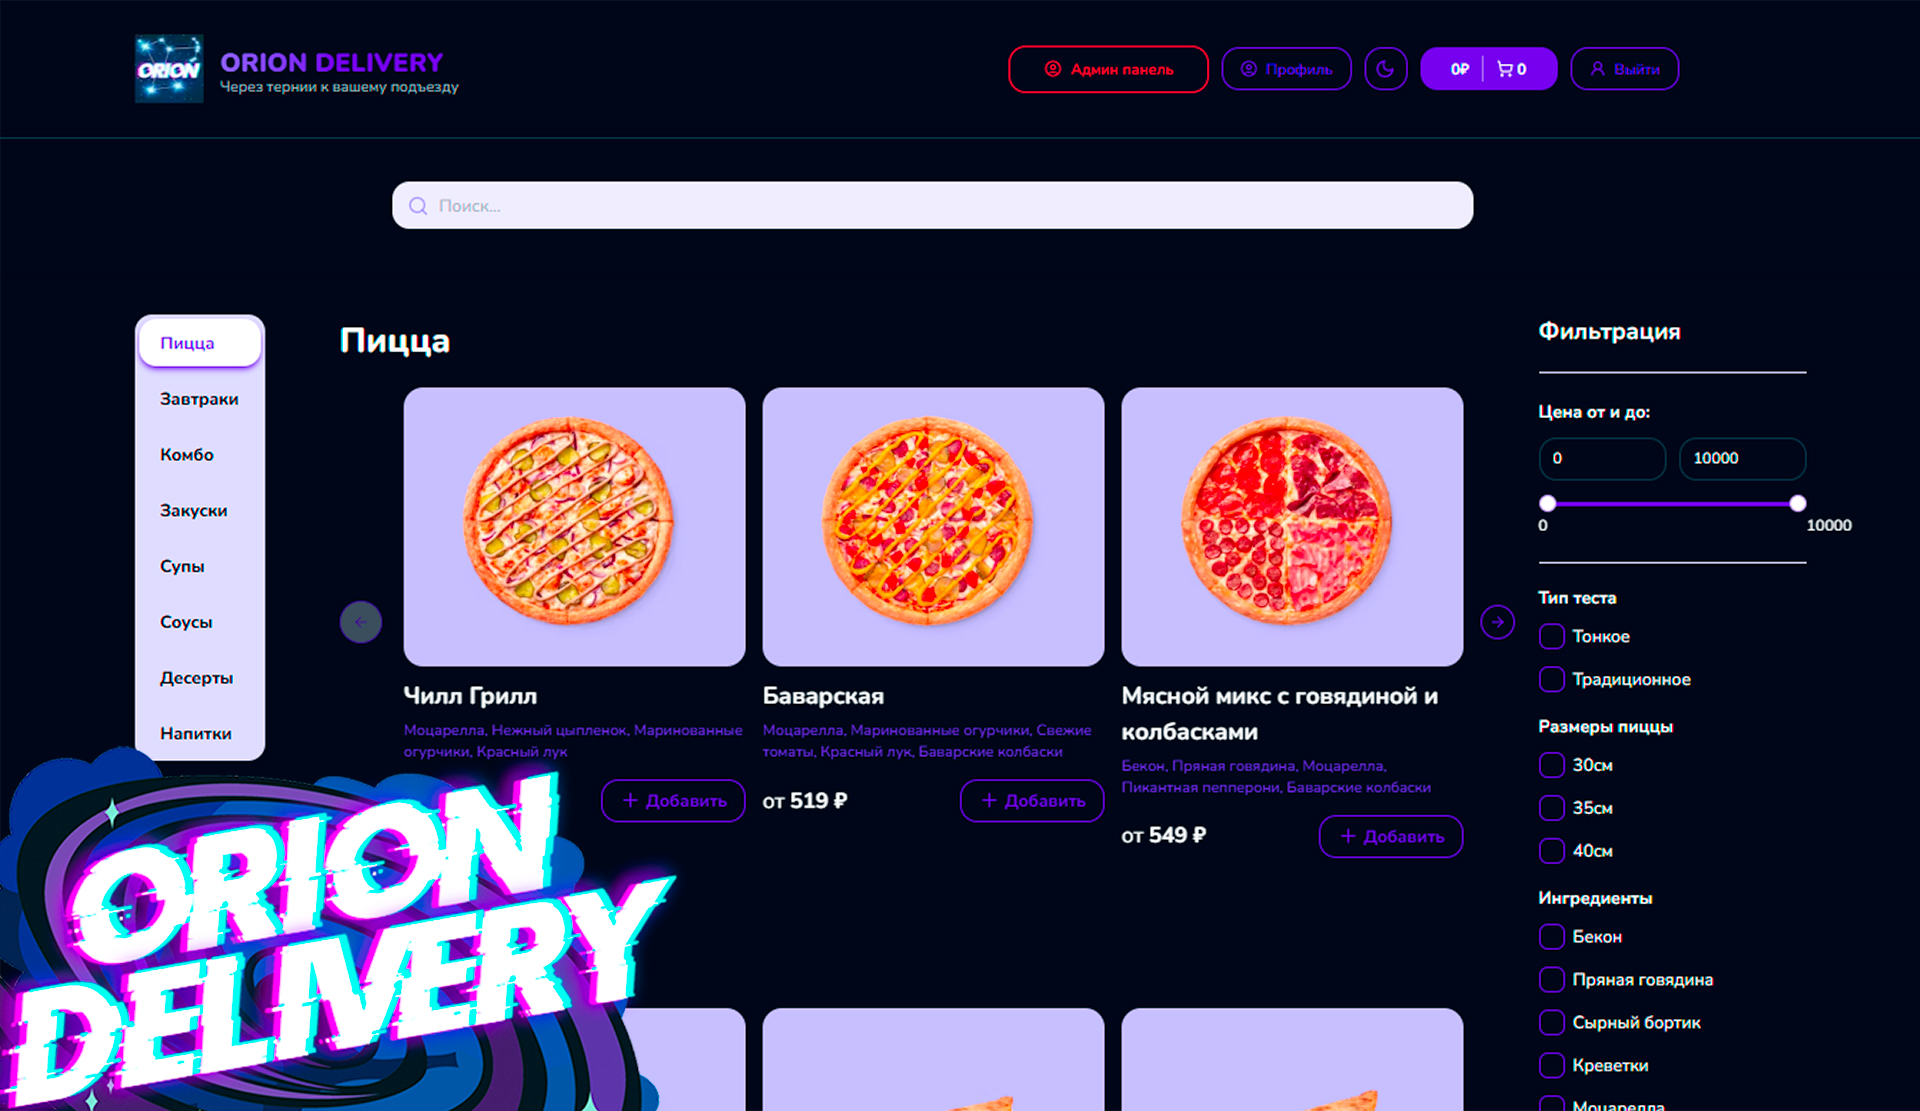 ORION
ORION DELIVERY
Через тернии к вашему подъезду
Админ панель
Профиль
0₽
0
Выйти
Поиск...
Пицца
Завтраки
Комбо
Закуски
Супы
Соусы
Десерты
Напитки
Пицца
Чилл Грилл
Моцарелла, Нежный цыпленок, Маринованные
огурчики, Красный лук
Добавить
Баварская
Моцарелла, Маринованные огурчики, Свежие
томаты, Красный лук, Баварские колбаски
от 519 ₽
Добавить
Мясной микс с говядиной и
колбасками
Бекон, Пряная говядина, Моцарелла,
Пикантная пепперони, Баварские колбаски
от 549 ₽
Добавить
Фильтрация
Цена от и до:
0
10000
0
10000
Тип теста
Тонкое
Традиционное
Размеры пиццы
30см
35см
40см
Ингредиенты
Бекон
Пряная говядина
Сырный бортик
Креветки
Моцарелла
ORION
DELIVERY